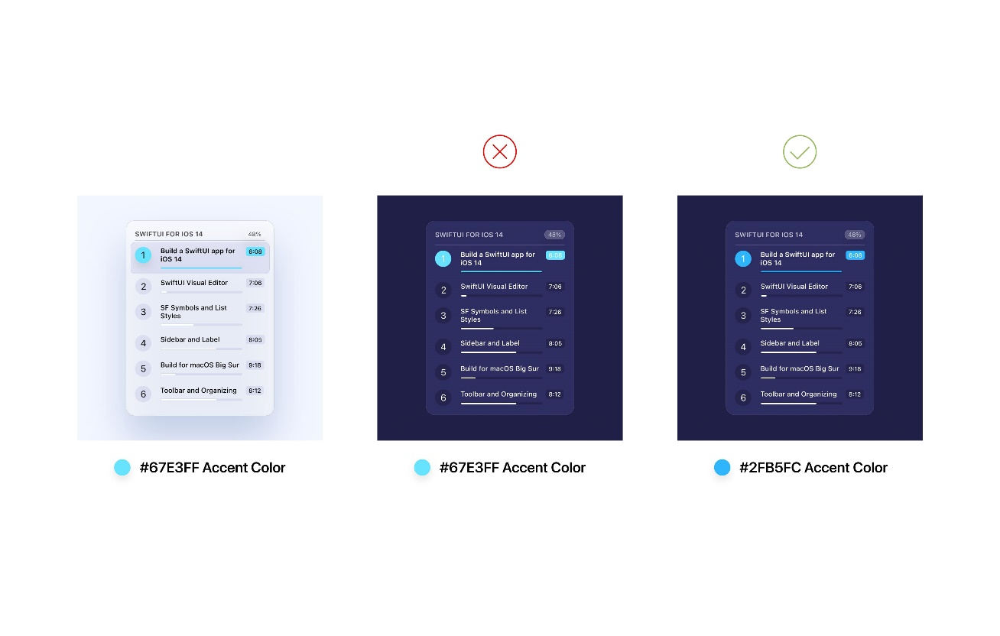 SWIFTUI FOR IOS 14 48%
1 Build a SwiftUI app for 6:08
iOS 14
2 SwiftUI Visual Editor 7:06
3 SF Symbols and List 7:26
Styles
4 Sidebar and Label 8:05
5 Build for macOS Big Sur 9:18
6 Toolbar and Organizing 8:12
#67E3FF Accent Color
SWIFTUI FOR IOS 14 48%
1 Build a SwiftUI app for 6:08
iOS 14
2 SwiftUI Visual Editor 7:06
3 SF Symbols and List 7:26
Styles
4 Sidebar and Label 8:05
5 Build for macOS Big Sur 9:18
6 Toolbar and Organizing 8:12
#67E3FF Accent Color
SWIFTUI FOR IOS 14 48%
1 Build a SwiftUI app for 6:08
iOS 14
2 SwiftUI Visual Editor 7:06
3 SF Symbols and List 7:26
Styles
4 Sidebar and Label 8:05
5 Build for macOS Big Sur 9:18
6 Toolbar and Organizing 8:12
#2FB5FC Accent Color